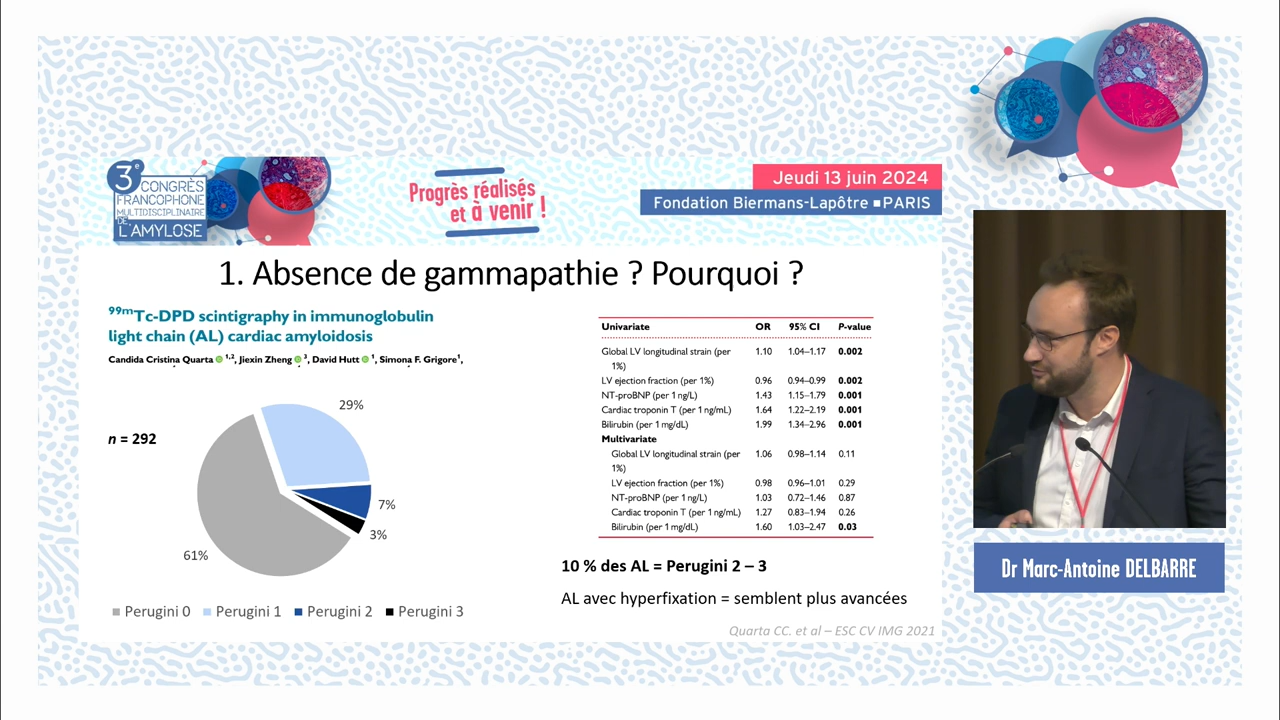 3e
CONGRÈS
FRANCOPHONE
MULTIDISCIPLINAIRE
DE
L'AMYLOSE
Progrès réalisés
et à venir !
Jeudi 13 juin 2024
Fondation Biermans-Lapôtre ■ PARIS
1. Absence de gammapathie ? Pourquoi ?
99mTc-DPD scintigraphy in immunoglobulin
light chain (AL) cardiac amyloidosis
Candida Cristina Quarta 1,2, Jiexin Zheng 3, David Hutt 1, Simona F. Grigore1,
n = 292
29%
7%
3%
61%
Perugini 0 Perugini 1 Perugini 2 Perugini 3
Univariate OR 95% CI P-value
Global LV longitudinal strain (per 1.10 1.04–1.17 0.002
1%)
LV ejection fraction (per 1%) 0.96 0.94–0.99 0.002
NT-proBNP (per 1 ng/L) 1.43 1.15–1.79 0.001
Cardiac troponin T (per 1 ng/mL) 1.64 1.22–2.19 0.001
Bilirubin (per 1 mg/dL) 1.99 1.34–2.96 0.001
Multivariate
Global LV longitudinal strain (per 1.06 0.98–1.14 0.11
1%)
LV ejection fraction (per 1%) 0.98 0.96–1.01 0.29
NT-proBNP (per 1 ng/L) 1.03 0.72–1.46 0.87
Cardiac troponin T (per 1 ng/mL) 1.27 0.83–1.94 0.26
Bilirubin (per 1 mg/dL) 1.60 1.03–2.47 0.03
10 % des AL = Perugini 2 – 3
AL avec hyperfixation = semblent plus avancées
Quarta CC. et al – ESC CV IMG 2021
Dr Marc-Antoine DELBARRE